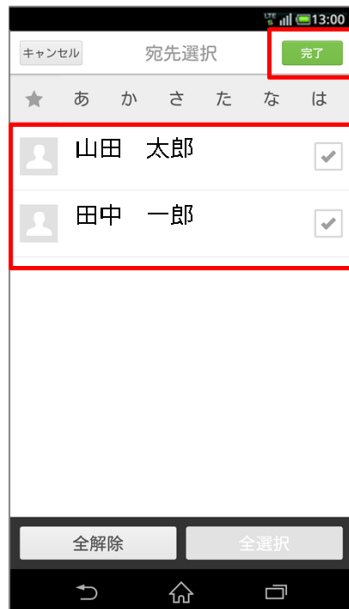 LTE 13:00
キャンセル 宛先選択 完了
★ あ か さ た な は
山田　太郎
田中　一郎
全解除 全選択